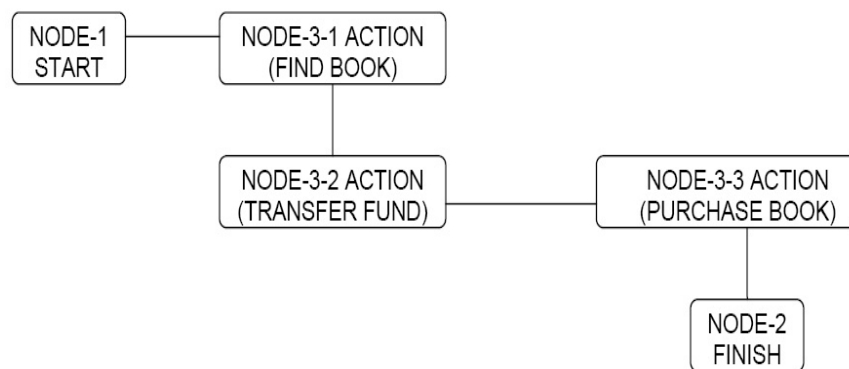 NODE-1
START
NODE-3-1 ACTION
(FIND BOOK)
NODE-3-2 ACTION
(TRANSFER FUND)
NODE-3-3 ACTION
(PURCHASE BOOK)
NODE-2
FINISH